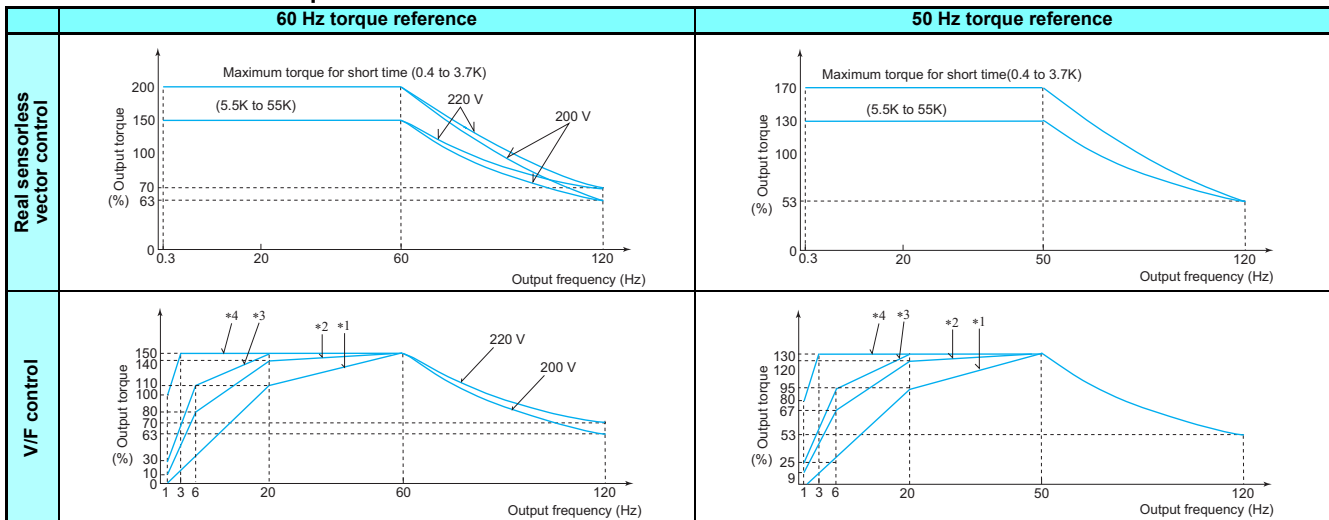 60 Hz torque reference
50 Hz torque reference
Real sensorless
vector control
Output torque
(%)
Maximum torque for short time (0.4 to 3.7K)
(5.5K to 55K)
220 V
200 V
200
150
100
70
63
0
0.3
20
60
120
Output frequency (Hz)
Output torque
(%)
Maximum torque for short time(0.4 to 3.7K)
(5.5K to 55K)
170
130
100
53
0
0.3
20
50
120
Output frequency (Hz)
V/F control
Output torque
(%)
*4
*3
*2
*1
220 V
200 V
150
140
110
100
80
70
63
30
10
0
1
3
6
20
60
120
Output frequency (Hz)
Output torque
(%)
*4
*3
*2
*1
130
120
95
80
67
53
25
9
1
3
6
20
50
120
Output frequency (Hz)